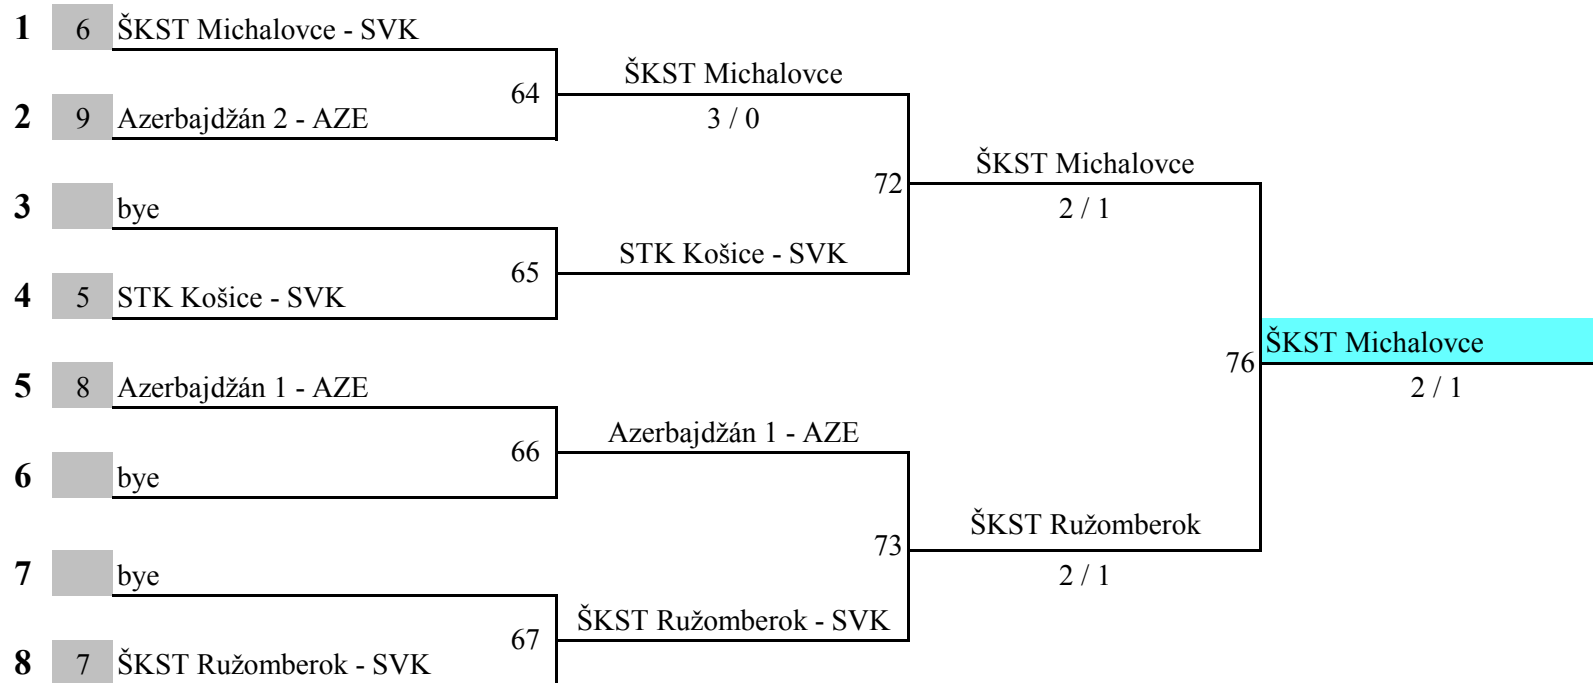 1 6 ŠKST Michalovce - SVK
ŠKST Michalovce
64
2 9 Azerbajdžán 2 - AZE
3 / 0
ŠKST Michalovce
72
3 bye
2 / 1
STK Košice - SVK
65
4 5 STK Košice - SVK
ŠKST Michalovce
76
5 8 Azerbajdžán 1 - AZE
2 / 1
Azerbajdžán 1 - AZE
66
6 bye
ŠKST Ružomberok
73
7 bye
2 / 1
ŠKST Ružomberok - SVK
67
8 7 ŠKST Ružomberok - SVK